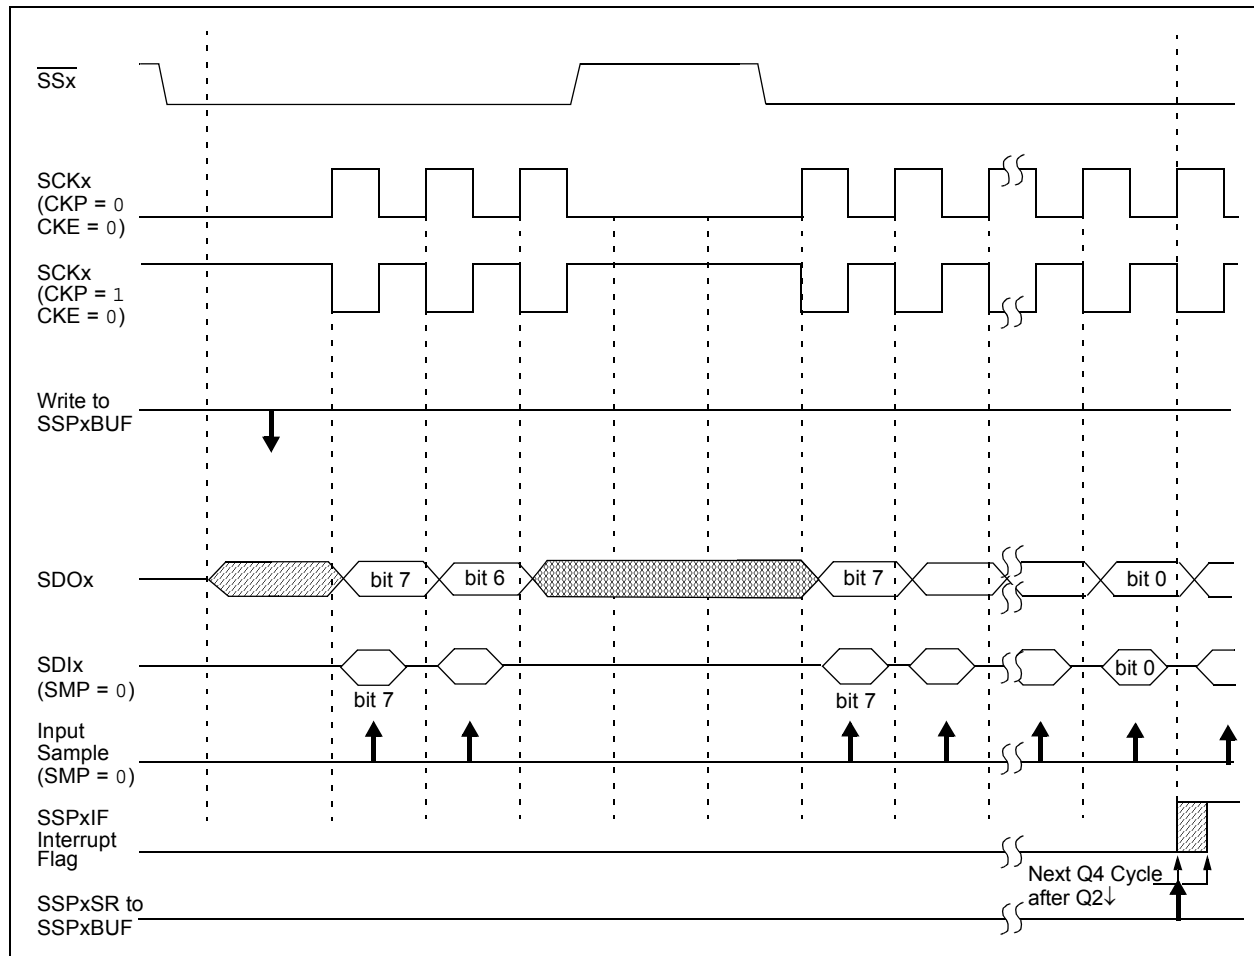 SSx
SCKx
(CKP = 0
CKE = 0)
SCKx
(CKP = 1
CKE = 0)
Write to
SSPxBUF
SDOx
bit 7
bit 6
bit 7
bit 0
SDIx
(SMP = 0)
bit 7
bit 7
bit 0
Input
Sample
(SMP = 0)
SSPxIF
Interrupt
Flag
Next Q4 Cycle
after Q2↓
SSPxSR to
SSPxBUF